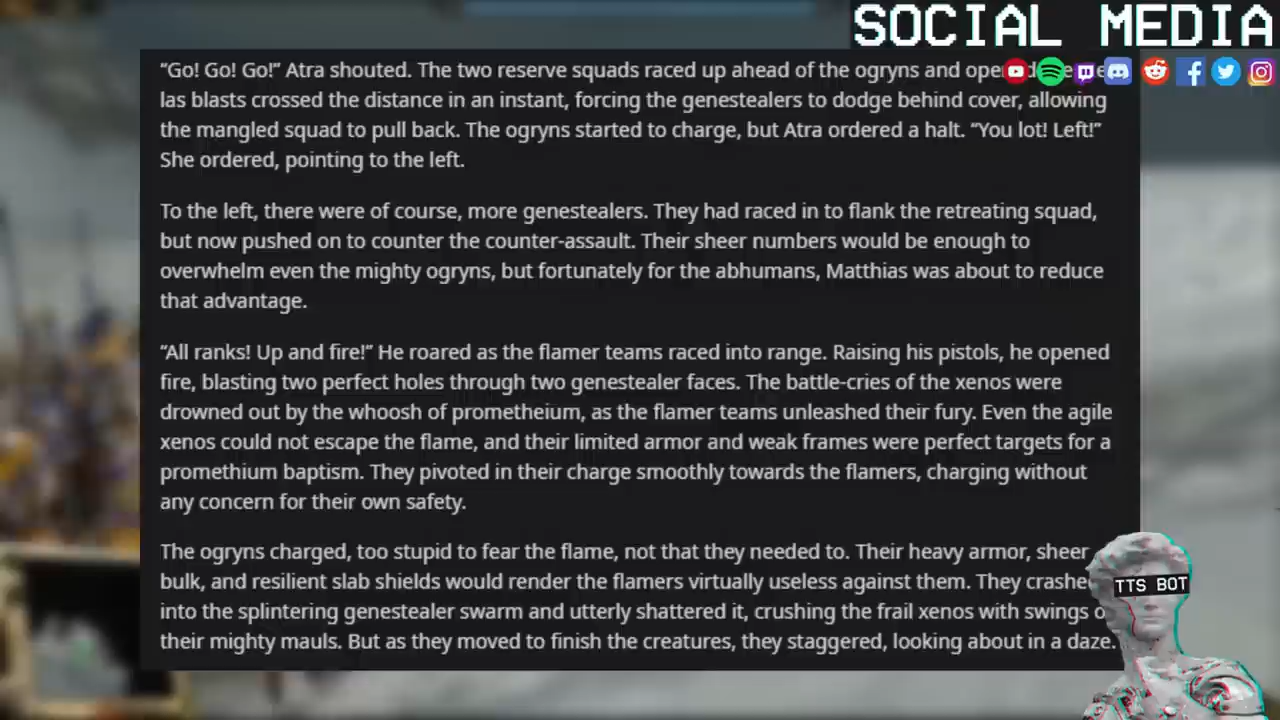 SOCIAL MEDIA
“Go! Go! Go!” Atra shouted. The two reserve squads raced up ahead of the ogryns and
las blasts crossed the distance in an instant, forcing the genestealers to dodge behind cover, allowing
the mangled squad to pull back. The ogryns started to charge, but Atra ordered a halt. “You lot! Left!”
She ordered, pointing to the left.
To the left, there were of course, more genestealers. They had raced in to flank the retreating squad,
but now pushed on to counter the counter-assault. Their sheer numbers would be enough to
overwhelm even the mighty ogryns, but fortunately for the abhumans, Matthias was about to reduce
that advantage.
“All ranks! Up and fire!” He roared as the flamer teams raced into range. Raising his pistols, he opened
fire, blasting two perfect holes through two genestealer faces. The battle-cries of the xenos were
drowned out by the whoosh of prometheium, as the flamer teams unleashed their fury. Even the agile
xenos could not escape the flame, and their limited armor and weak frames were perfect targets for a
promethium baptism. They pivoted in their charge smoothly towards the flamers, charging without
any concern for their own safety.
The ogryns charged, too stupid to fear the flame, not that they needed to. Their heavy armor, sheer
bulk, and resilient slab shields would render the flamers virtually useless against them. They crashed
into the splintering genestealer swarm and utterly shattered it, crushing the frail xenos with swings
their mighty mauls. But as they moved to finish the creatures, they staggered, looking about in a daze.
TTS BOT